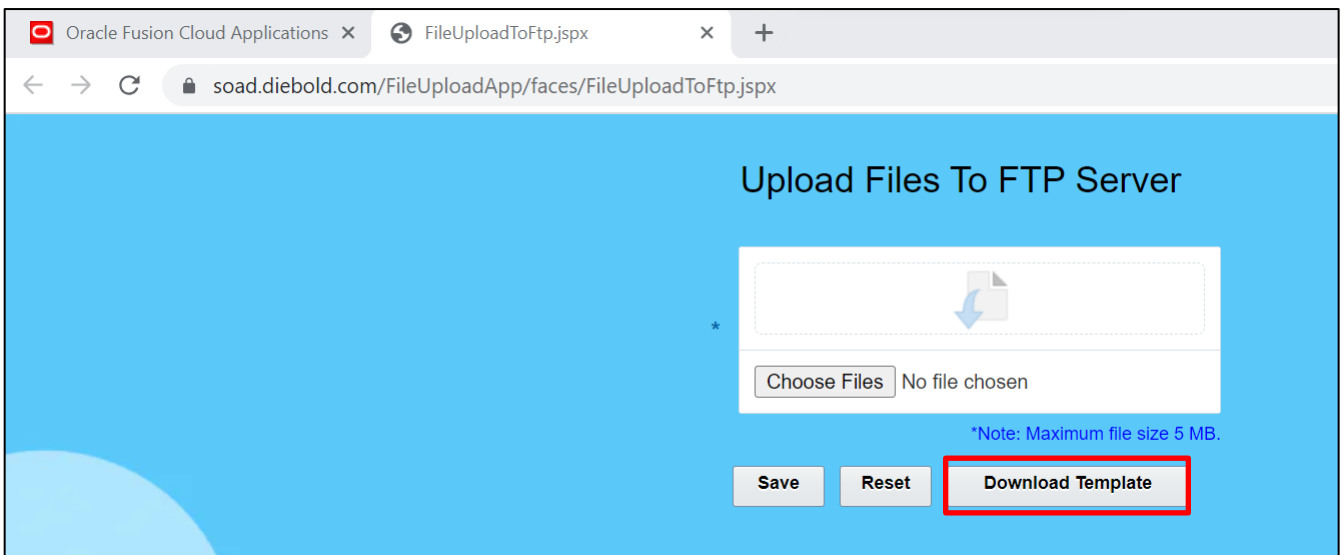 Oracle Fusion Cloud Applications
FileUploadToFtp.jspx
soad.diebold.com/FileUploadApp/faces/FileUploadToFtp.jspx
Upload Files To FTP Server
*
Choose Files No file chosen
*Note: Maximum file size 5 MB.
Save Reset Download Template